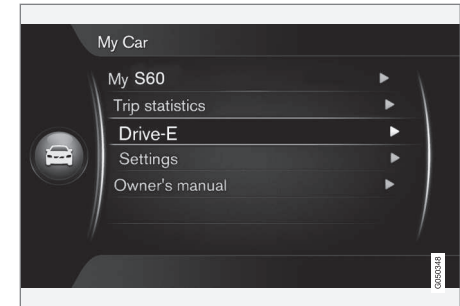 My Car
My S60
Trip statistics
Drive-E
Settings
Owner's manual
G050348